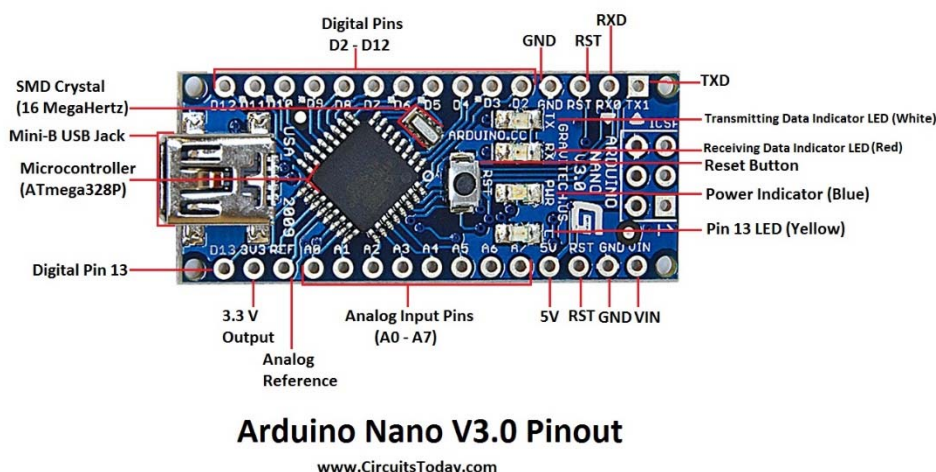 Digital Pins
D2 - D12
GND
RST
RXD
TXD
SMD Crystal
(16 MegaHertz)
Mini-B USB Jack
Microcontroller
(ATmega328P)
Digital Pin 13
Transmitting Data Indicator LED (White)
Receiving Data Indicator LED (Red)
Reset Button
Power Indicator (Blue)
Pin 13 LED (Yellow)
D12 D11 D10 D9 D8 D7 D6 D5 D4 D3 D2 GND RST RX0 TX1
ICSP
TX
ARDUINO.CC
RX
RST
PWR
L
USA
2009
GRAVITECH.US
ARDUINO
NANO
V3.0
1
D13 3V3 REF A0 A1 A2 A3 A4 A5 A6 A7 5V RST GND VIN
3.3 V
Output
Analog
Reference
Analog Input Pins
(A0 - A7)
5V
RST
GND
VIN
Arduino Nano V3.0 Pinout
www.CircuitsToday.com